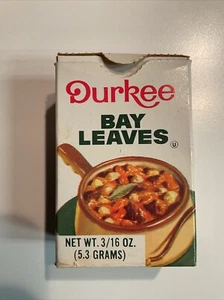 Durkee
BAY
LEAVES
U
NET WT. 3/16 OZ.
(5.3 GRAMS)